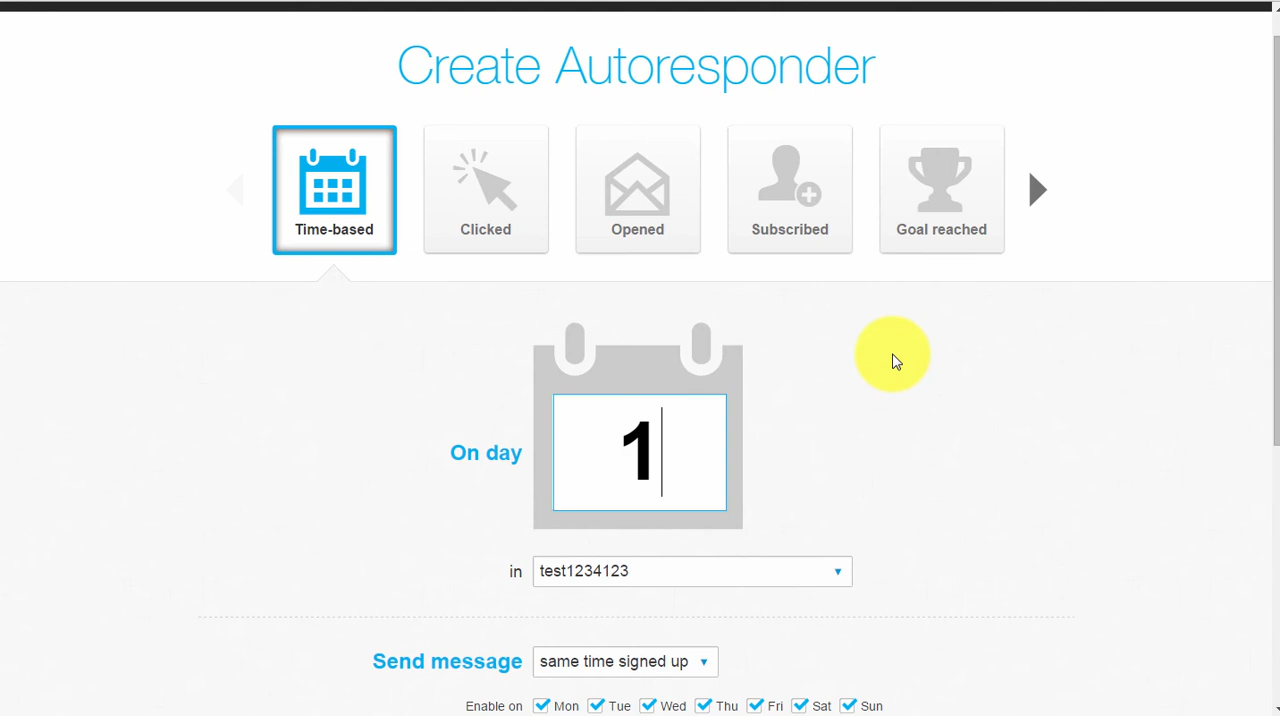 Create Autoresponder
Time-based Clicked Opened Subscribed Goal reached
On day 1
in test1234123
Send message same time signed up
Enable on Mon Tue Wed Thu Fri Sat Sun